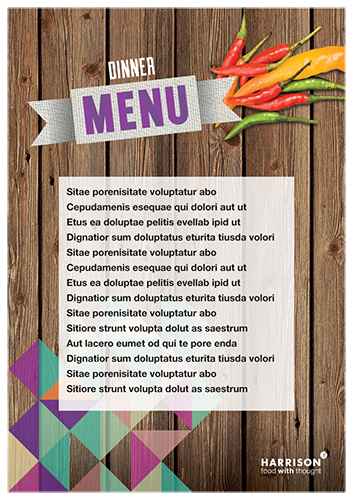 DINNER
MENU
Sitae porenisitate voluptatur abo
Cepudamenis esequae qui dolori aut ut
Etus ea doluptae pelitis evellab ipid ut
Dignatior sum doluptatus eturita tiusda volori
Sitae porenisitate voluptatur abo
Cepudamenis esequae qui dolori aut ut
Etus ea doluptae pelitis evellab ipid ut
Dignatior sum doluptatus eturita tiusda volori
Sitae porenisitate voluptatur abo
Sitiore strunt volupta dolut as saestrum
Aut lacero eumet od qui te pore enda
Dignatior sum doluptatus eturita tiusda volori
Sitae porenisitate voluptatur abo
Sitiore strunt volupta dolut as saestrum
HARRISON
food with thought